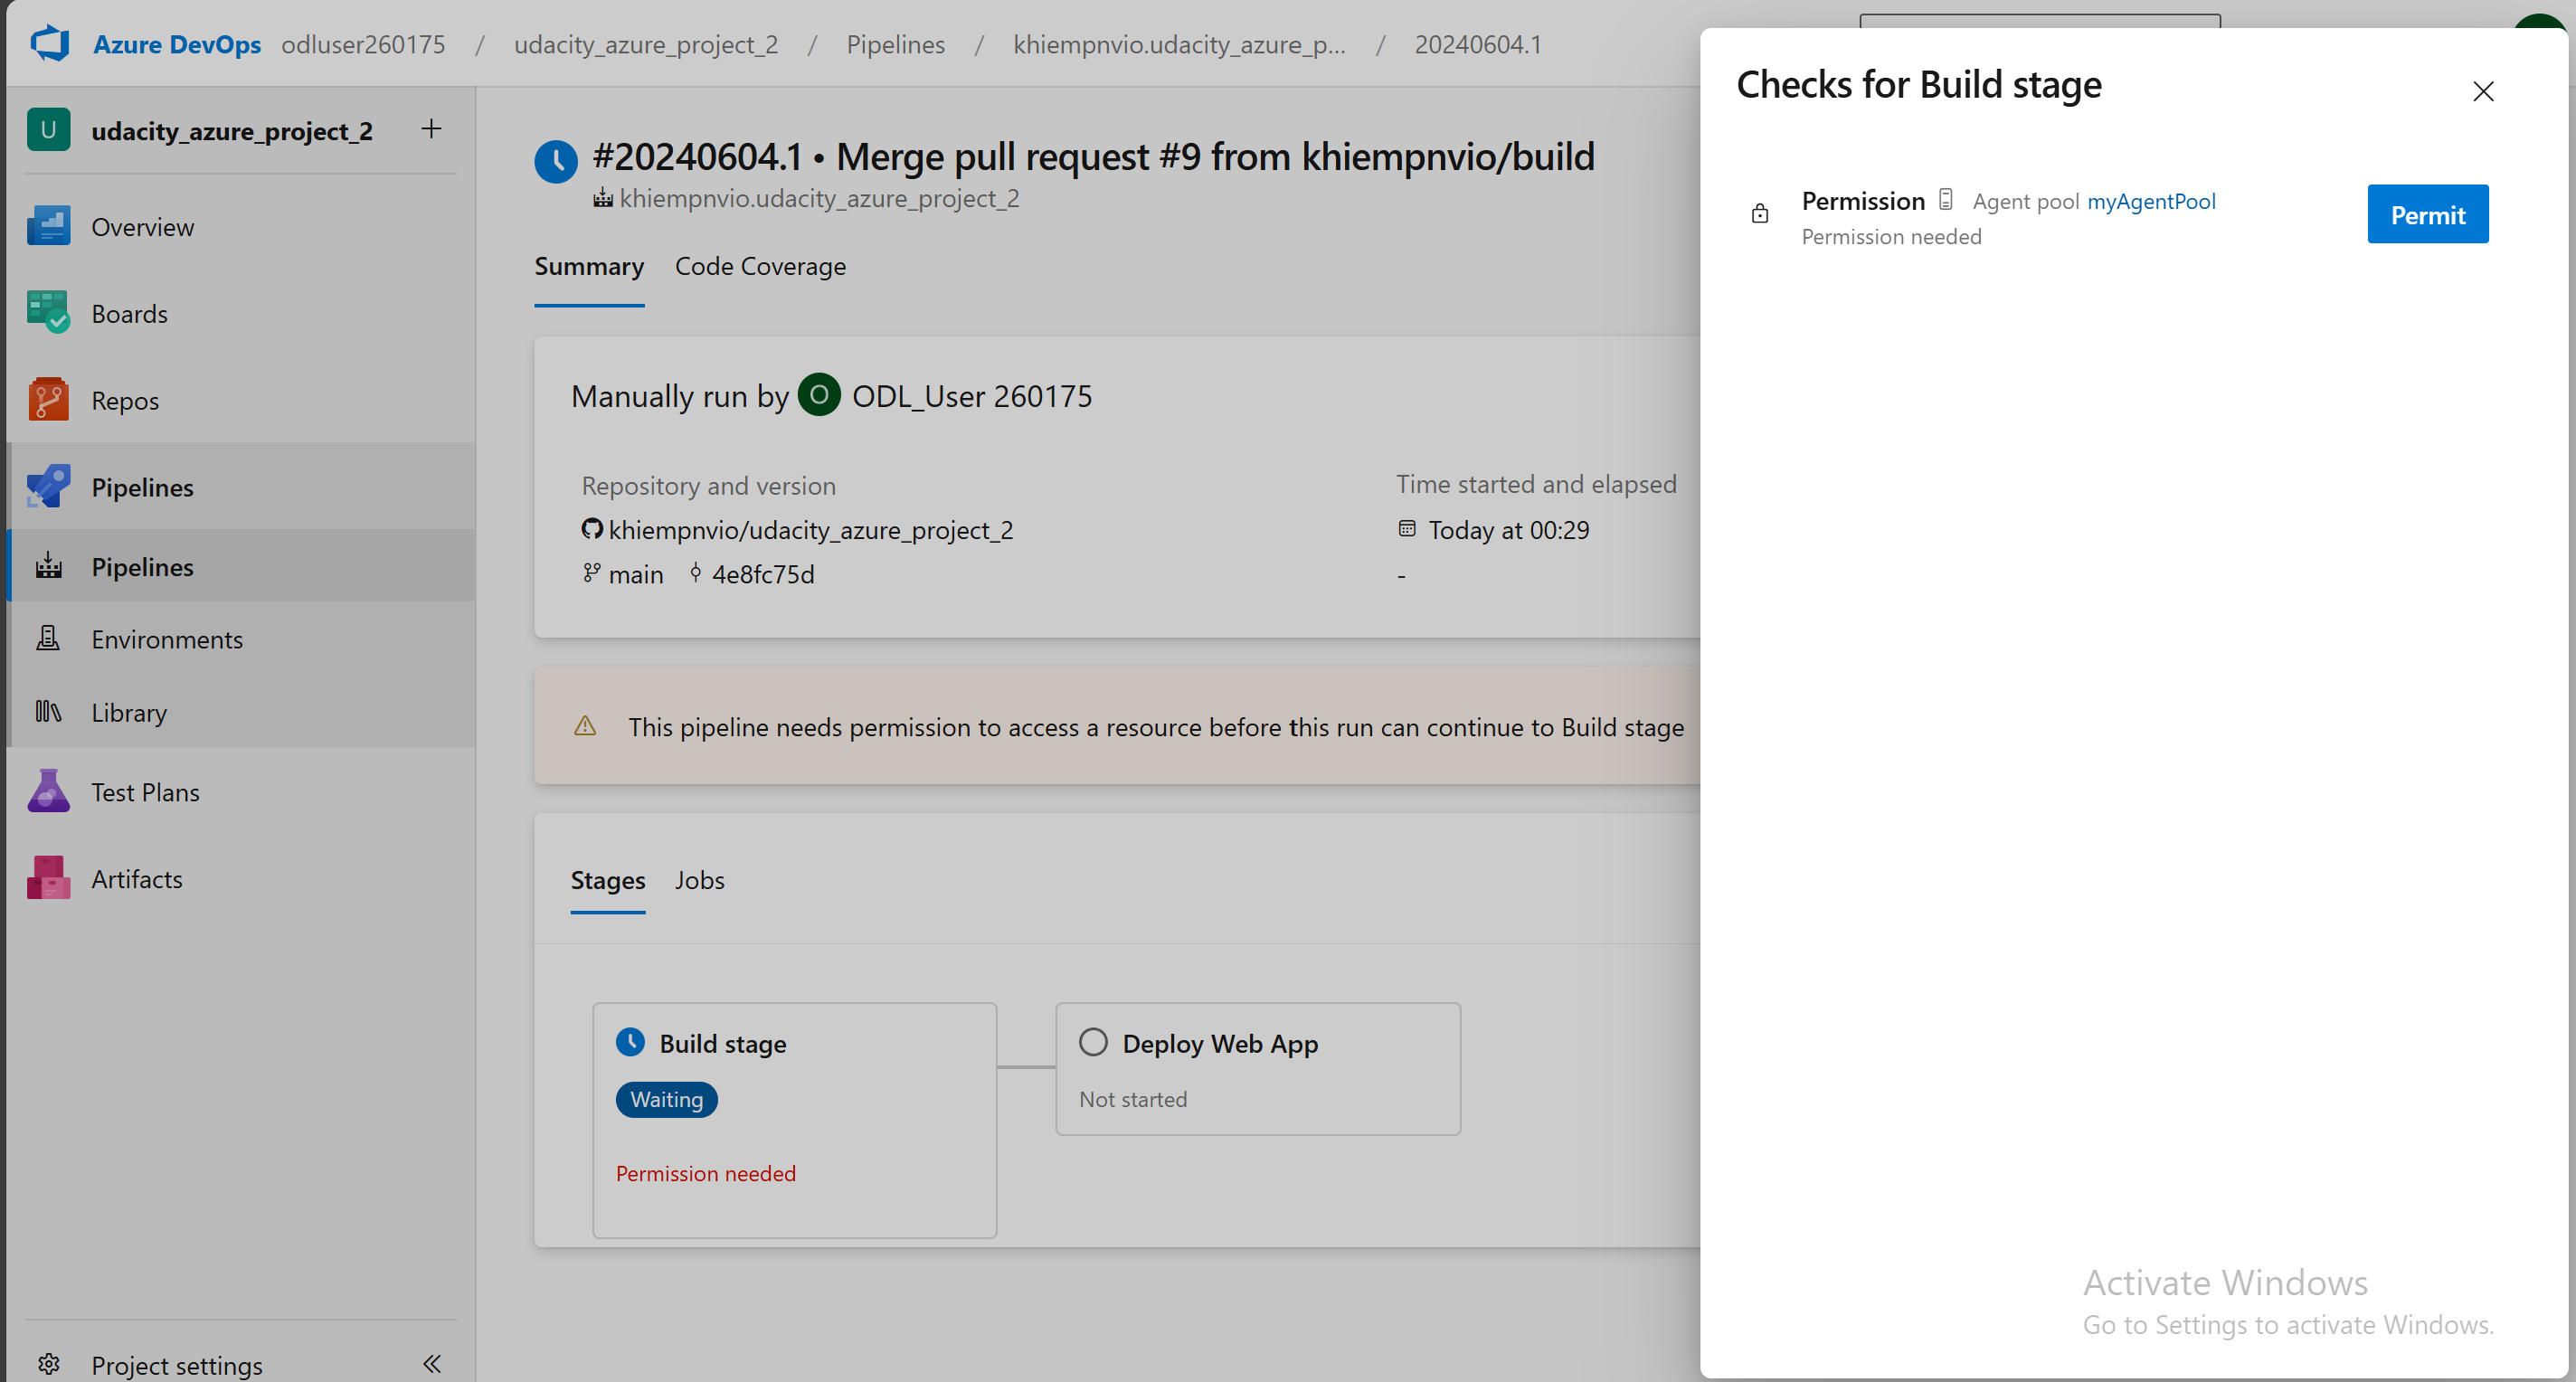 Azure DevOps odluser260175 / udacity_azure_project_2 / Pipelines / khiempnvio.udacity_azure_p... / 20240604.1
U udacity_azure_project_2 +
Overview
Boards
Repos
Pipelines
Pipelines
Environments
Library
Test Plans
Artifacts
Project settings
#20240604.1 • Merge pull request #9 from khiempnvio/build
khiempnvio.udacity_azure_project_2
Summary Code Coverage
Manually run by O ODL_User 260175
Repository and version
khiempnvio/udacity_azure_project_2
main 4e8fc75d
Time started and elapsed
Today at 00:29
-
This pipeline needs permission to access a resource before this run can continue to Build stage
Stages Jobs
Build stage
Waiting
Permission needed
Deploy Web App
Not started
Checks for Build stage
Permission Agent pool myAgentPool
Permission needed
Permit
Activate Windows
Go to Settings to activate Windows.